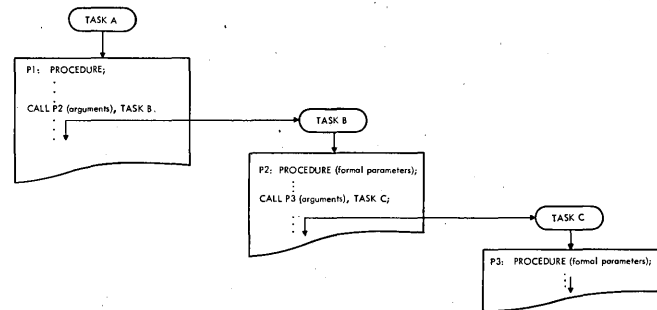 TASK A
P1: PROCEDURE;
CALL P2 (arguments), TASK B.
TASK B
P2: PROCEDURE (formal parameters);
CALL P3 (arguments), TASK C;
TASK C
P3: PROCEDURE (formal parameters);